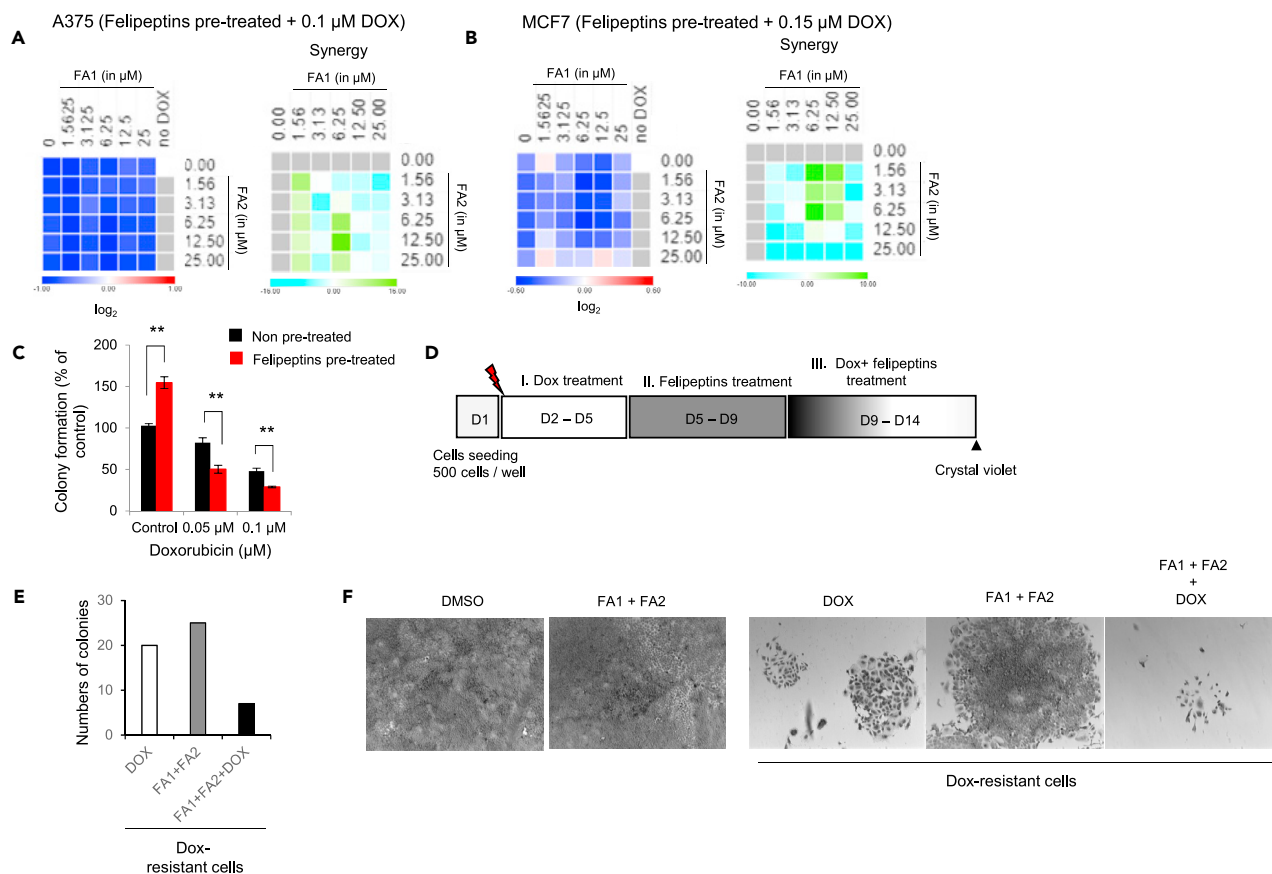 A375 (Felipeptins pre-treated + 0.1 µM DOX)
A
Synergy
FA1 (in µM)
FA1 (in µM)
0
1.5625
3.125
6.25
12.5
25
no DOX
0.00
1.56
3.13
6.25
12.50
25.00
0.00
1.56
3.13
6.25
12.50
25.00
FA2 (in µM)
0.00
1.56
3.13
6.25
12.50
25.00
FA2 (in µM)
-1.00
0.00
1.00
log2
0.00
MCF7 (Felipeptins pre-treated + 0.15 µM DOX)
B
Synergy
FA1 (in µM)
FA1 (in µM)
0
1.5625
3.125
6.25
12.5
25
no DOX
0.00
1.56
3.13
6.25
12.50
25.00
0.00
1.56
3.13
6.25
12.50
25.00
FA2 (in µM)
0.00
1.56
3.13
6.25
12.50
25.00
FA2 (in µM)
0.00
0.60
log2
-10.00
0.00
10.00
C
Non pre-treated
Felipeptins pre-treated
Colony formation (% of
control)
200
150
100
50
0
**
**
**
Control
0.05 µM
0.1 µM
Doxorubicin (µM)
D
I. Dox treatment
II. Felipeptins treatment
III. Dox+ felipeptins
treatment
D1
D2 – D5
D5 – D9
D9 – D14
Cells seeding
500 cells / well
Crystal violet
E
Numbers of colonies
30
20
10
0
DOX
FA1+FA2
FA1+FA2+DOX
Dox-
resistant cells
F
DMSO
FA1 + FA2
DOX
FA1 + FA2
FA1 + FA2
+
DOX
Dox-resistant cells